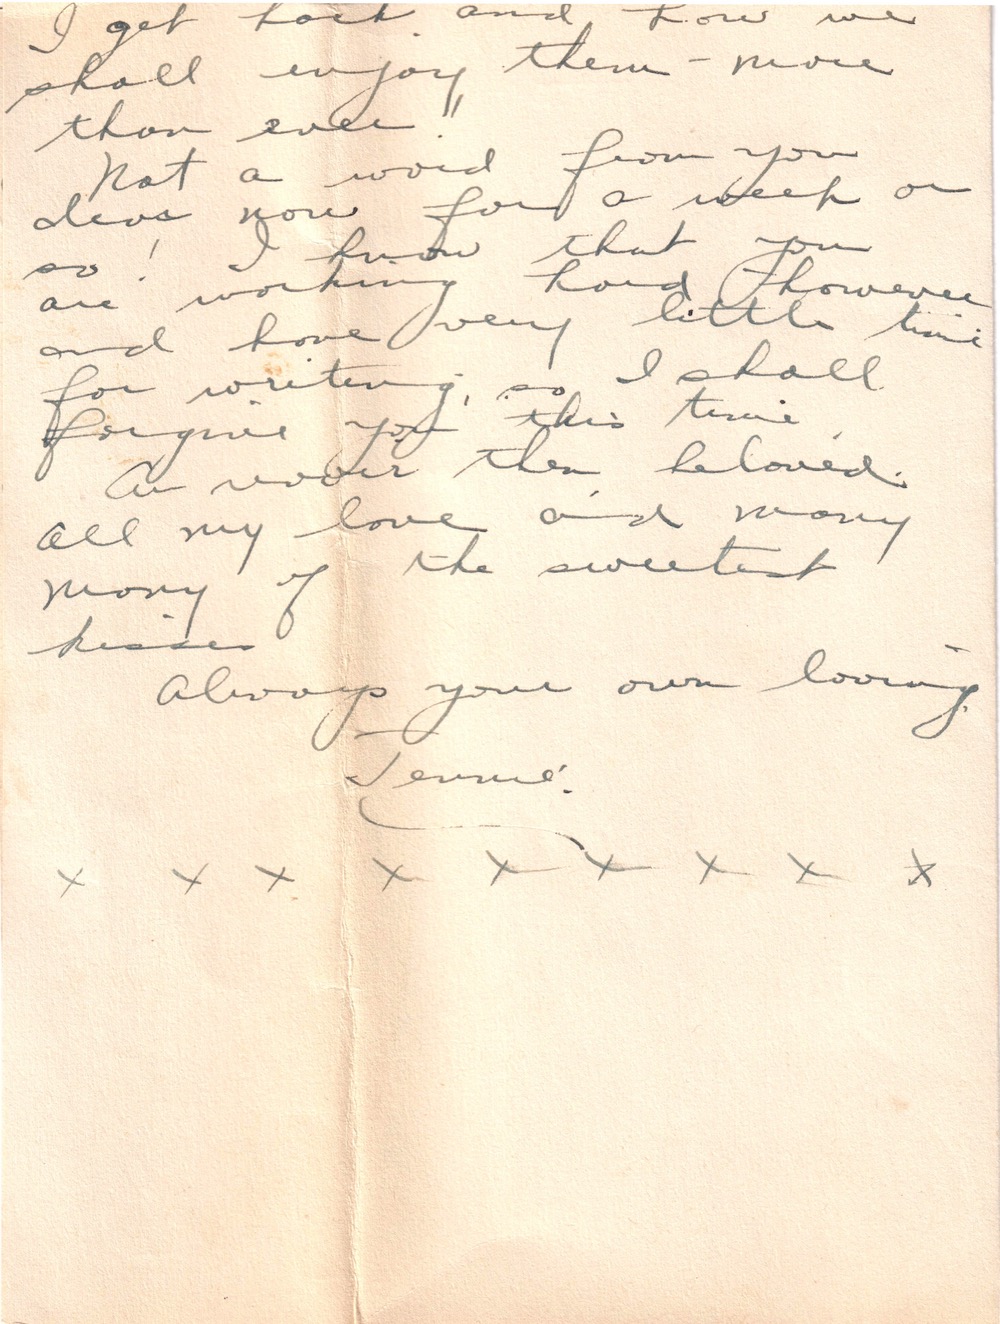 I get back and how we
shall enjoy them - more
than ever!!
Not a word from you
dear now for a week or
so! I know that you
are working hard however
and have very little time
for writing, so I shall
forgive you this time.
Au revoir then beloved.
All my love and many
many of the sweetest
kisses
Always your own loving
Jennie.
x x x x x x x x x